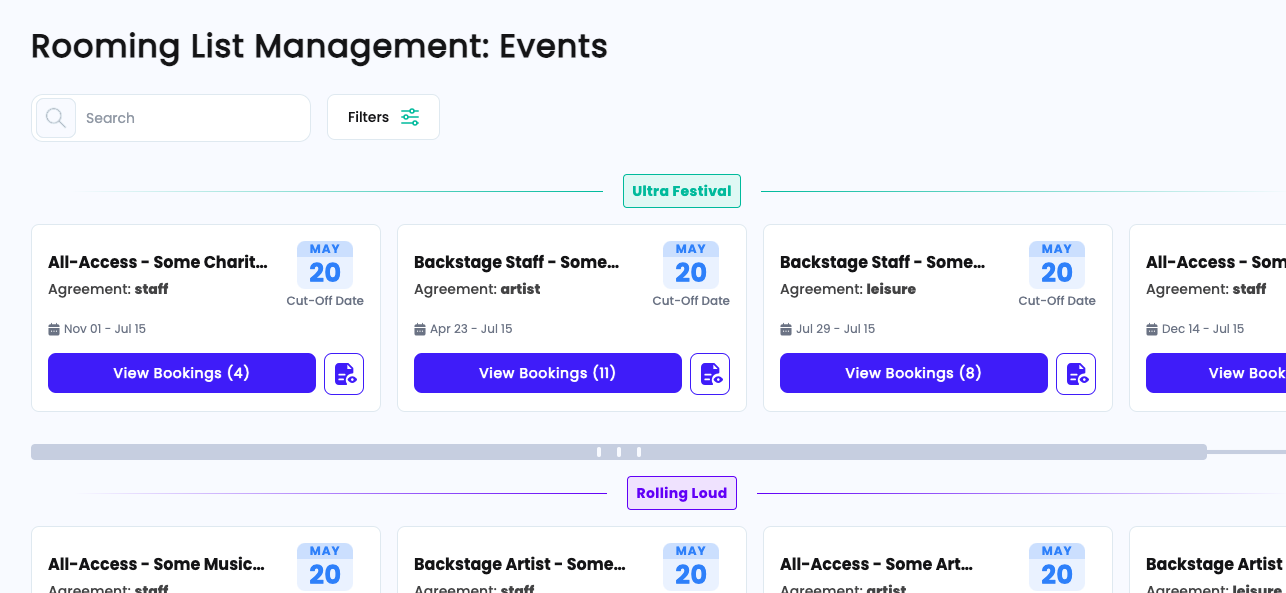 Rooming List Management: Events
Search
Filters
Ultra Festival
All-Access - Some Charit...
Agreement: staff
MAY
20
Cut-Off Date
Nov 01 - Jul 15
View Bookings (4)
Backstage Staff - Some...
Agreement: artist
MAY
20
Cut-Off Date
Apr 23 - Jul 15
View Bookings (11)
Backstage Staff - Some...
Agreement: leisure
MAY
20
Cut-Off Date
Jul 29 - Jul 15
View Bookings (8)
All-Access - Som
Agreement: staff
Dec 14 - Jul 15
View Book
Rolling Loud
All-Access - Some Music...
Agreement: staff
MAY
20
Backstage Artist - Some...
Agreement: staff
MAY
20
All-Access - Some Art...
Agreement: artist
MAY
20
Backstage Artist
Agreement: leisure